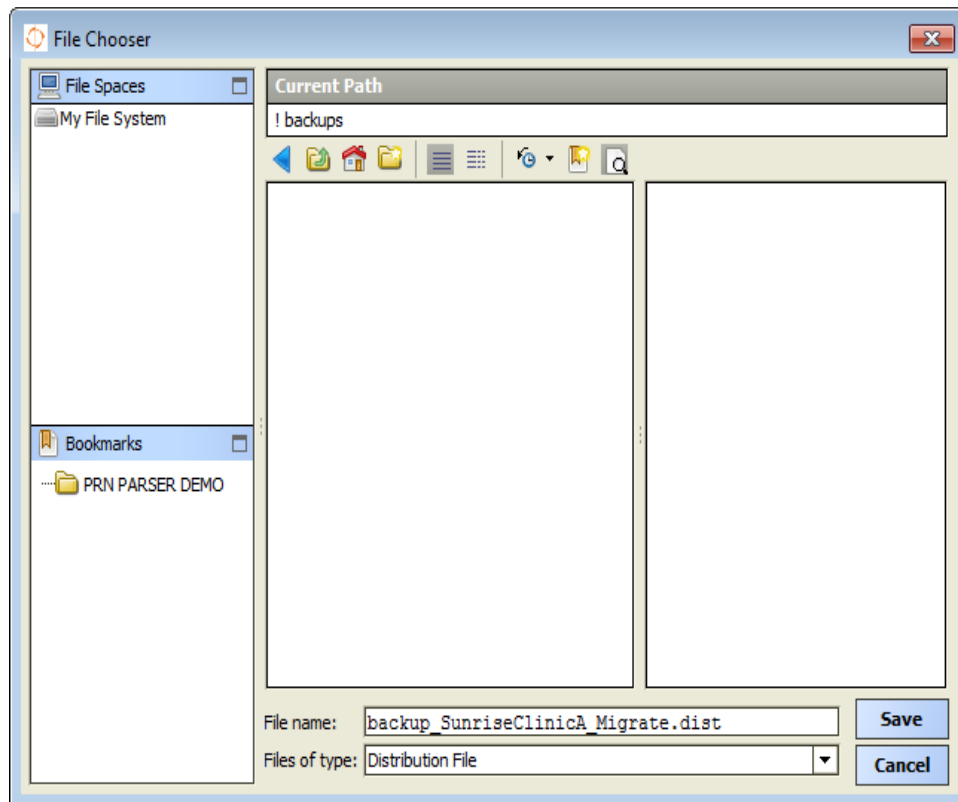 File Chooser
File Spaces
My File System
Bookmarks
PRN PARSER DEMO
Current Path
! backups
File name: backup_SunriseClinicA_Migrate.dist
Save
Files of type: Distribution File
Cancel